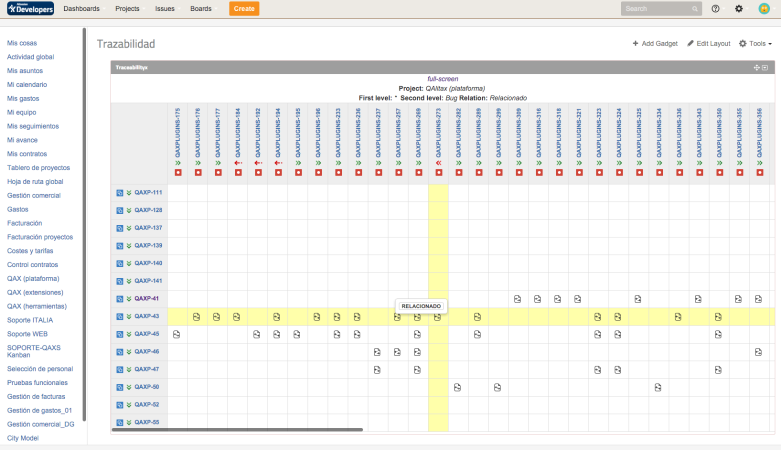 Developers Dashboards Projects Issues Boards Create Search
Trazabilidad
Add Gadget Edit Layout Tools
Mis cosas
Actividad global
Mis asuntos
Mi calendario
Mis gastos
Mi equipo
Mis seguimientos
Mi avance
Mis contratos
Tablero de proyectos
Hoja de ruta global
Gestión comercial
Gastos
Facturación
Facturación proyectos
Costes y tarifas
Control contratos
QAX (plataforma)
QAX (extensiones)
QAX (herramientas)
Soporte ITALIA
Soporte WEB
SOPORTE-QAXS
Kanban
Selección de personal
Pruebas funcionales
Gestión de facturas
Gestión de gastos_01
Gestión comercial_DG
City Model
full-screen
Project: QAlitax (plataforma)
First level: * Second level: Bug Relation: Relacionado
QAXPLUGINS-175
QAXPLUGINS-176
QAXPLUGINS-177
QAXPLUGINS-184
QAXPLUGINS-192
QAXPLUGINS-194
QAXPLUGINS-195
QAXPLUGINS-198
QAXPLUGINS-233
QAXPLUGINS-236
QAXPLUGINS-237
QAXPLUGINS-257
QAXPLUGINS-269
QAXPLUGINS-273
QAXPLUGINS-282
QAXPLUGINS-289
QAXPLUGINS-299
QAXPLUGINS-309
QAXPLUGINS-316
QAXPLUGINS-318
QAXPLUGINS-321
QAXPLUGINS-323
QAXPLUGINS-324
QAXPLUGINS-325
QAXPLUGINS-334
QAXPLUGINS-336
QAXPLUGINS-343
QAXPLUGINS-350
QAXPLUGINS-355
QAXPLUGINS-356
QAXP-111
QAXP-128
QAXP-137
QAXP-139
QAXP-140
QAXP-141
QAXP-41
RELACIONADO
QAXP-43
QAXP-45
QAXP-46
QAXP-47
QAXP-50
QAXP-52
QAXP-55